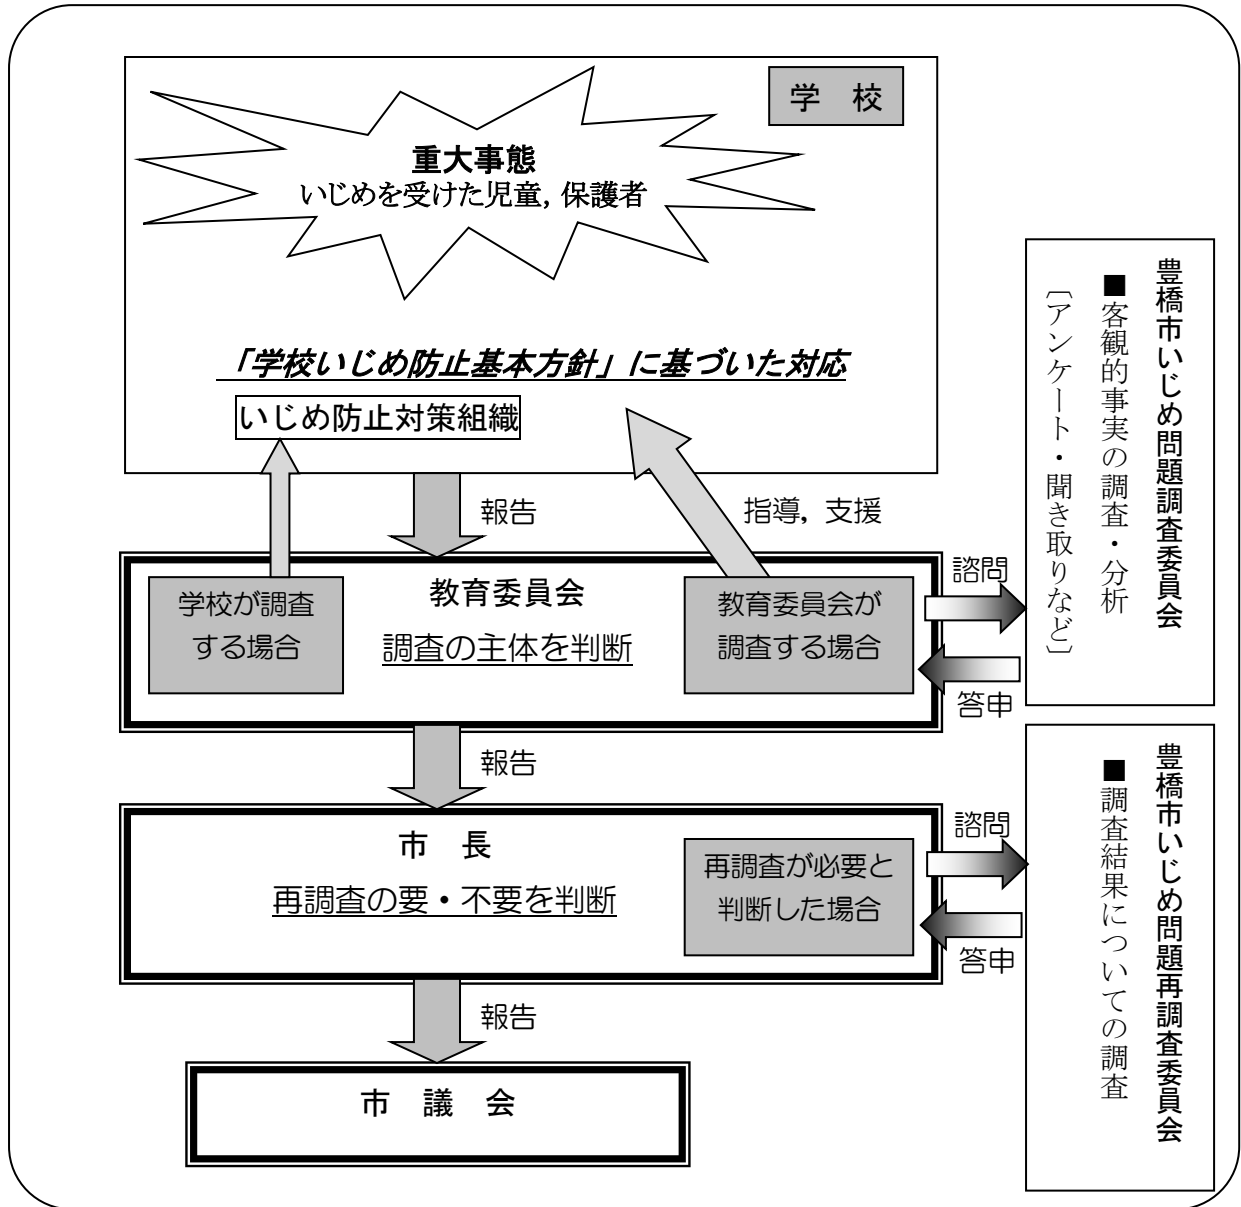 学　校
重大事態
いじめを受けた児童，保護者
「学校いじめ防止基本方針」に基づいた対応
いじめ防止対策組織
報告
指導，支援
教育委員会
調査の主体を判断
学校が調査
する場合
教育委員会が
調査する場合
諮問
答申
豊橋市いじめ問題調査委員会
■客観的事実の調査・分析
〔アンケート・聞き取りなど〕
報告
市　長
再調査の要・不要を判断
再調査が必要と
判断した場合
諮問
答申
豊橋市いじめ問題再調査委員会
■調査結果についての調査
報告
市　議　会